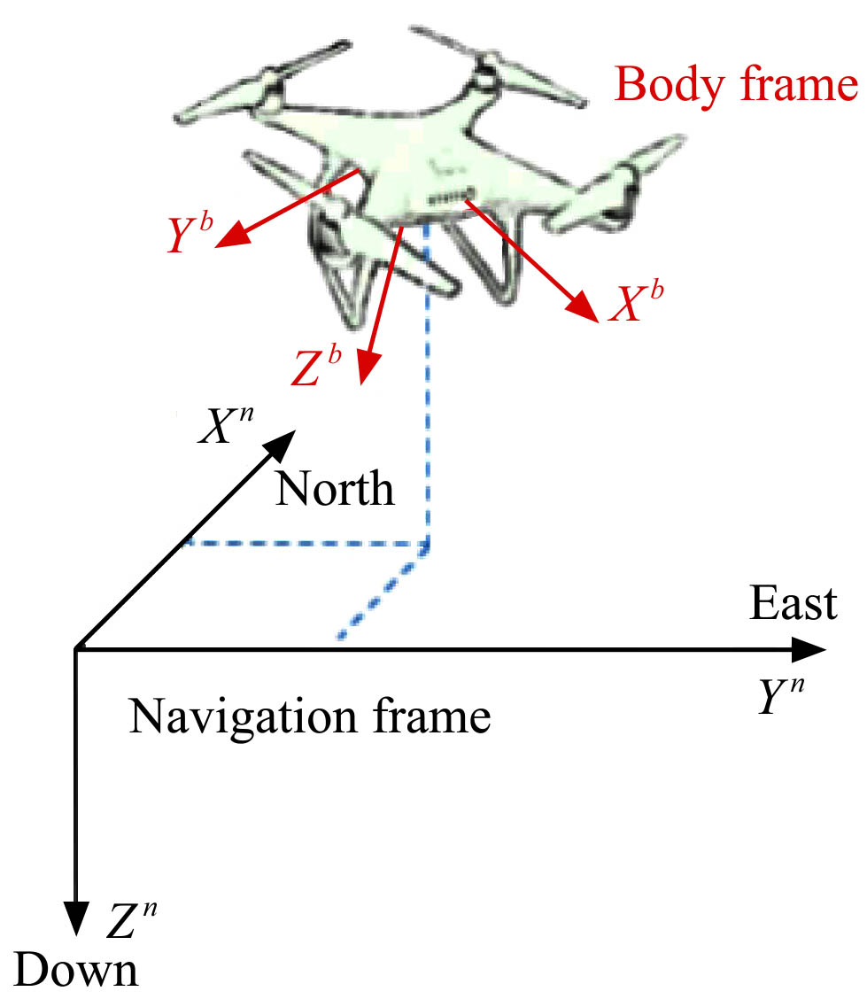 Body frame
Y^b
X^b
Z^b
X^n
North
East
Y^n
Navigation frame
Z^n
Down